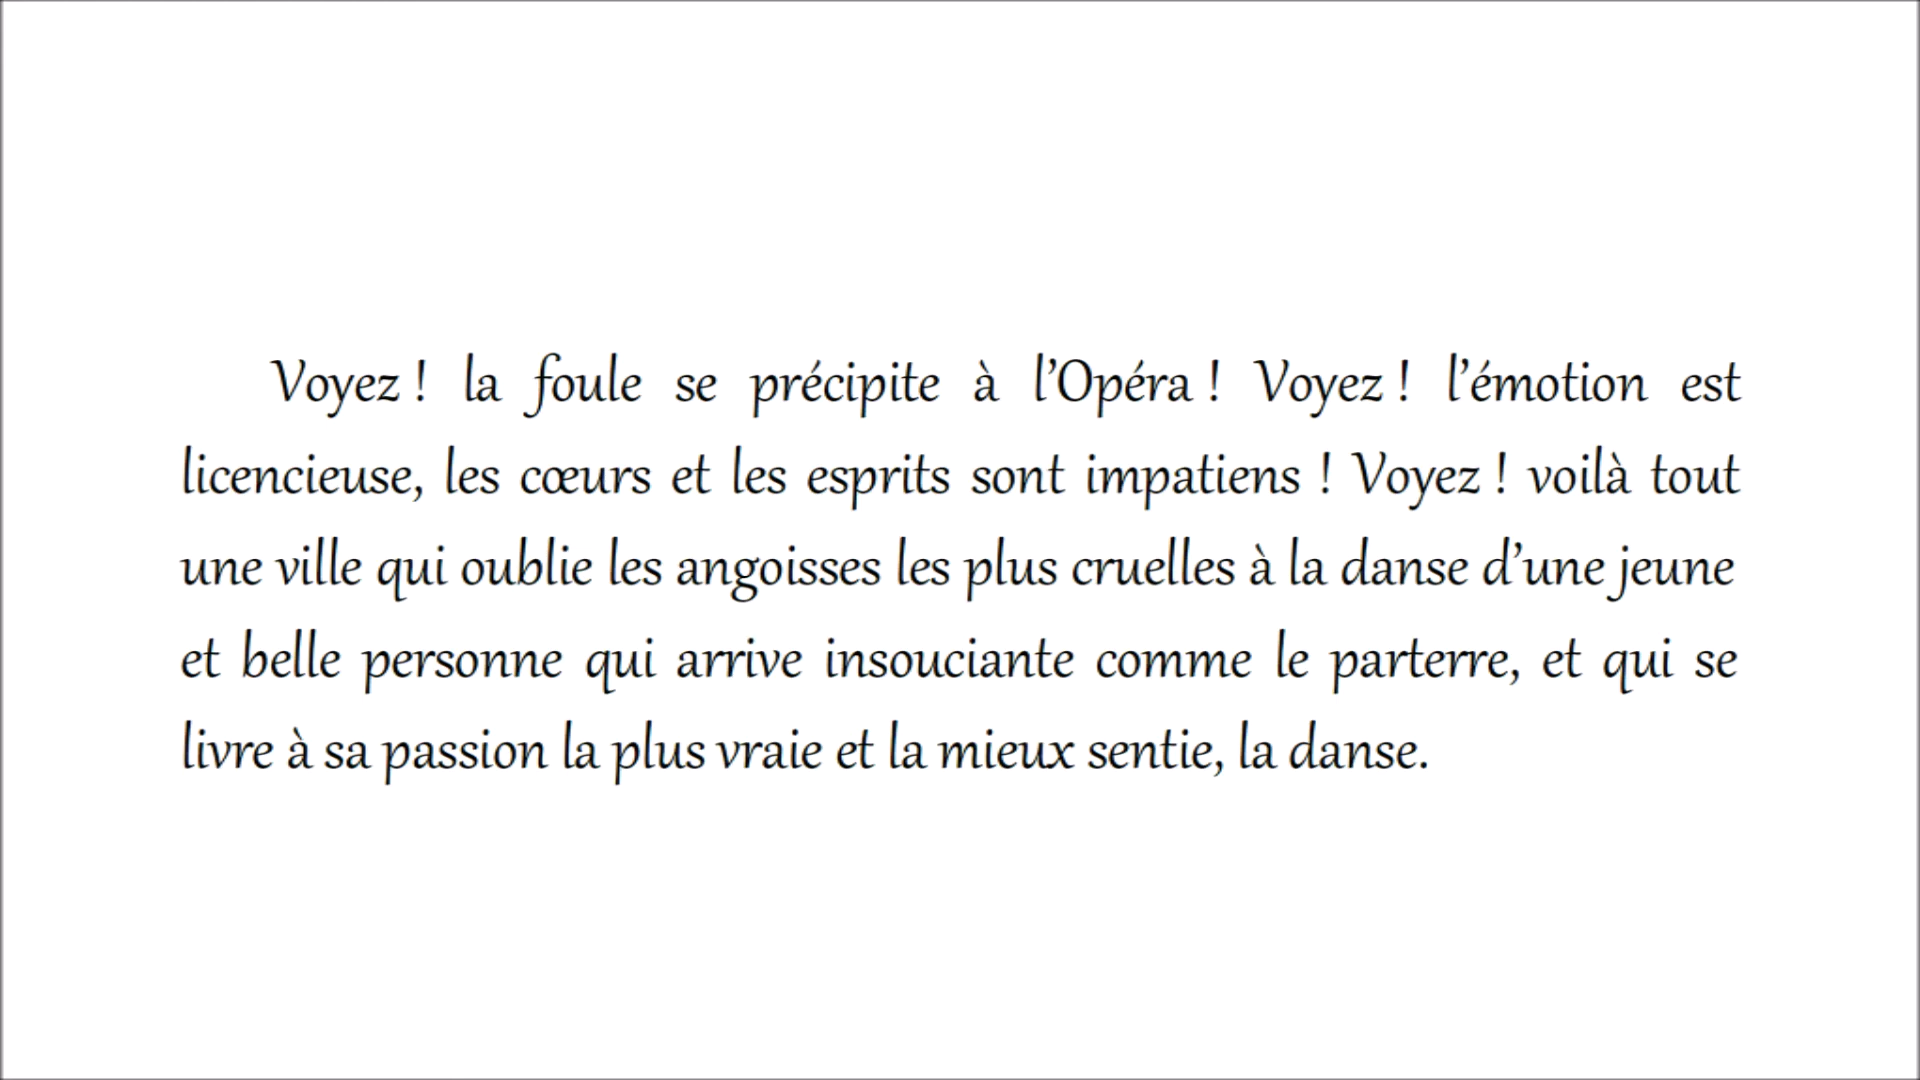 Voyez ! la foule se précipite à l’Opéra ! Voyez ! l’émotion est
licencieuse, les cœurs et les esprits sont impatiens ! Voyez ! voilà tout
une ville qui oublie les angoisses les plus cruelles à la danse d’une jeune
et belle personne qui arrive insouciante comme le parterre, et qui se
livre à sa passion la plus vraie et la mieux sentie, la danse.